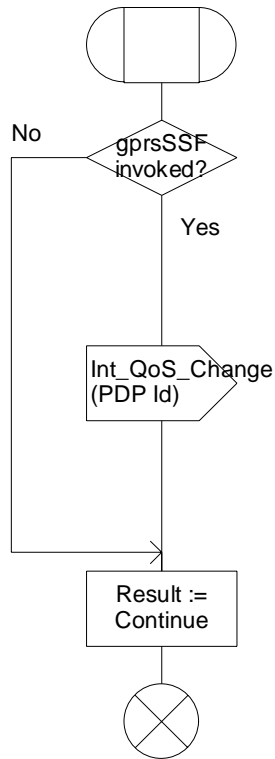 gprsSSF
invoked?
No
Yes
Int_QoS_Change
(PDP Id)
Result :=
Continue